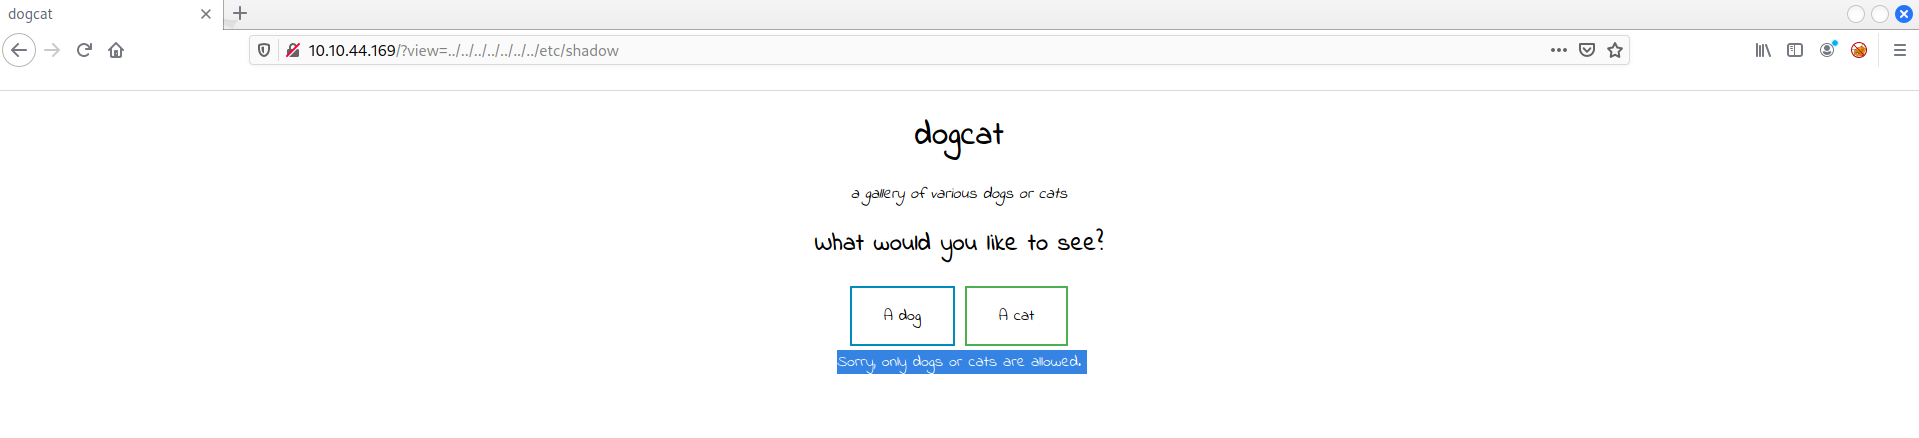 dogcat
10.10.44.169/?view=../../../../../../../etc/shadow
dogcat
a gallery of various dogs or cats
What would you like to see?
A dog
A cat
Sorry, only dogs or cats are allowed.